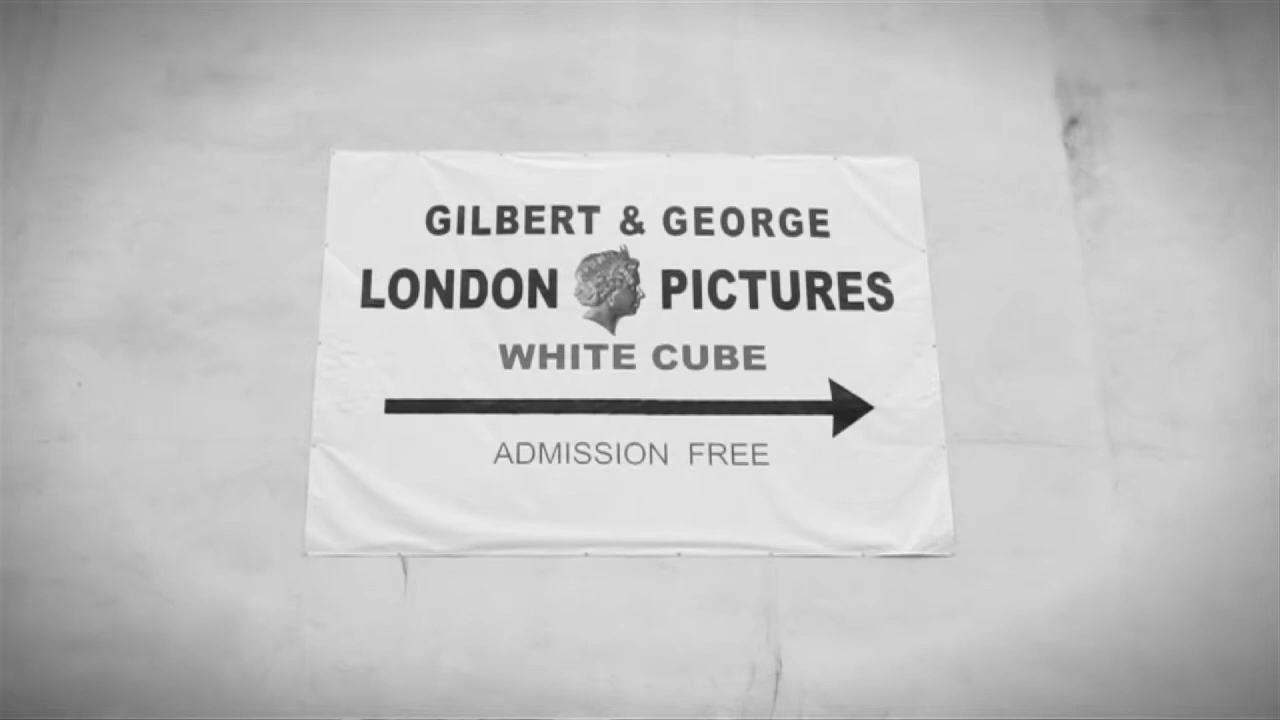 GILBERT & GEORGE
LONDON PICTURES
WHITE CUBE
ADMISSION FREE